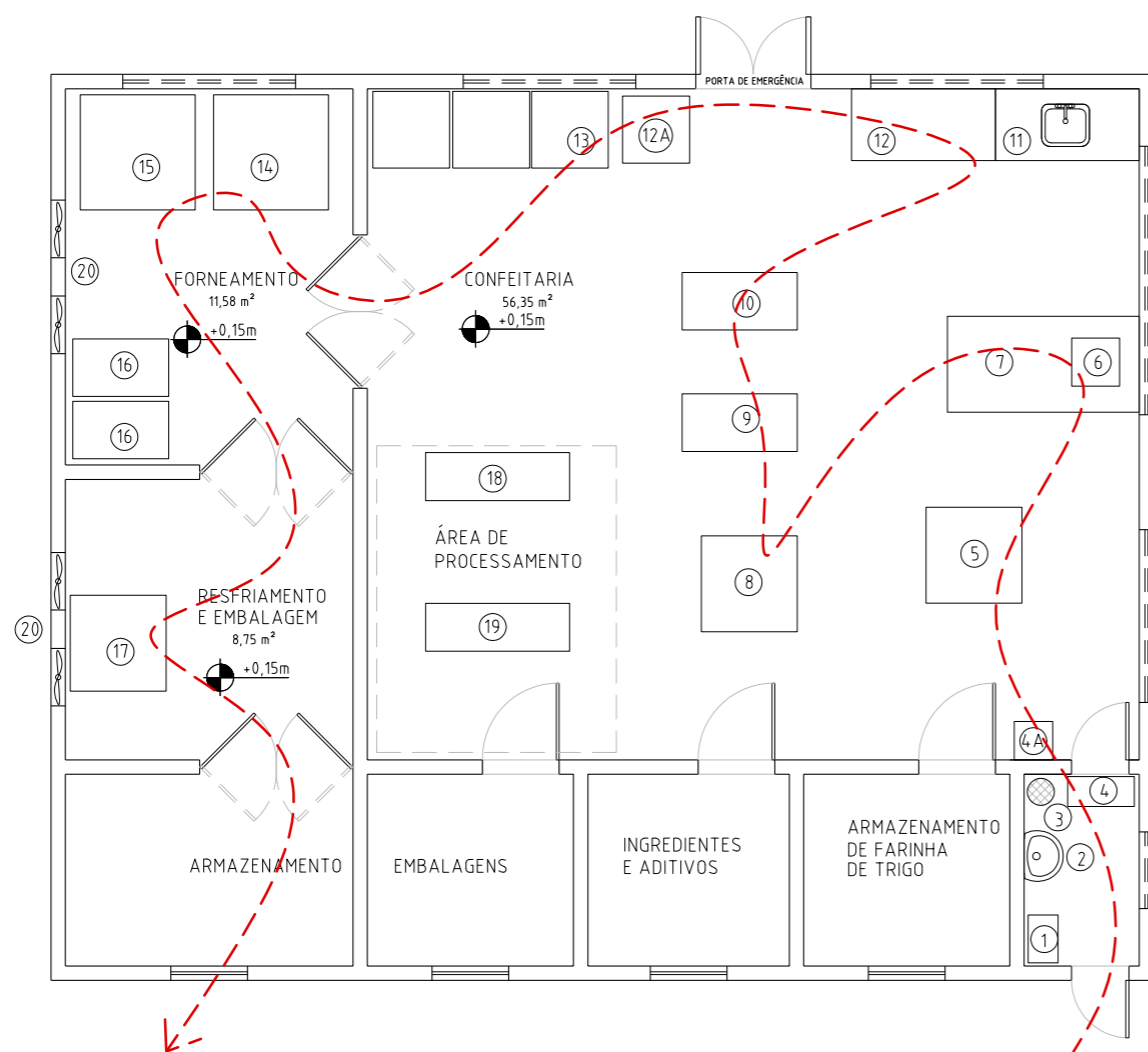 PORTA DE EMERGÊNCIA
15
14
13
12A
12
11
20
FORNEAMENTO
11,58 m²
+0,15m
CONFEITARIA
56,35 m²
+0,15m
10
16
16
7
6
9
18
ÁREA DE
PROCESSAMENTO
19
8
5
RESFRIAMENTO
E EMBALAGEM
8,75 m²
+0,15m
20
17
4A
4
3
2
1
ARMAZENAMENTO
EMBALAGENS
INGREDIENTES
E ADITIVOS
ARMAZENAMENTO
DE FARINHA
DE TRIGO